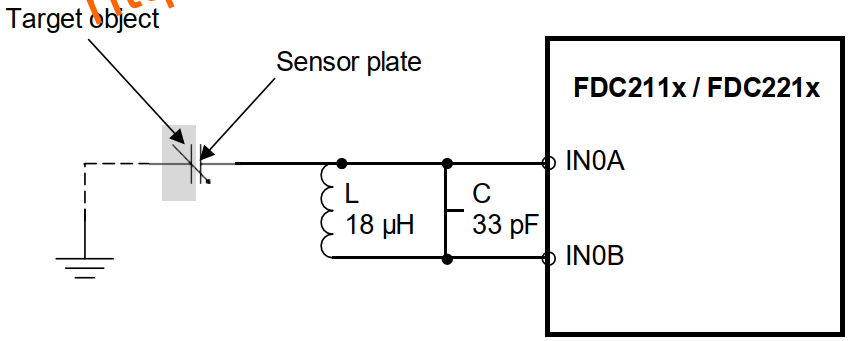 Target object
Sensor plate
FDC211x / FDC221x
IN0A
L
18 µH
C
33 pF
IN0B